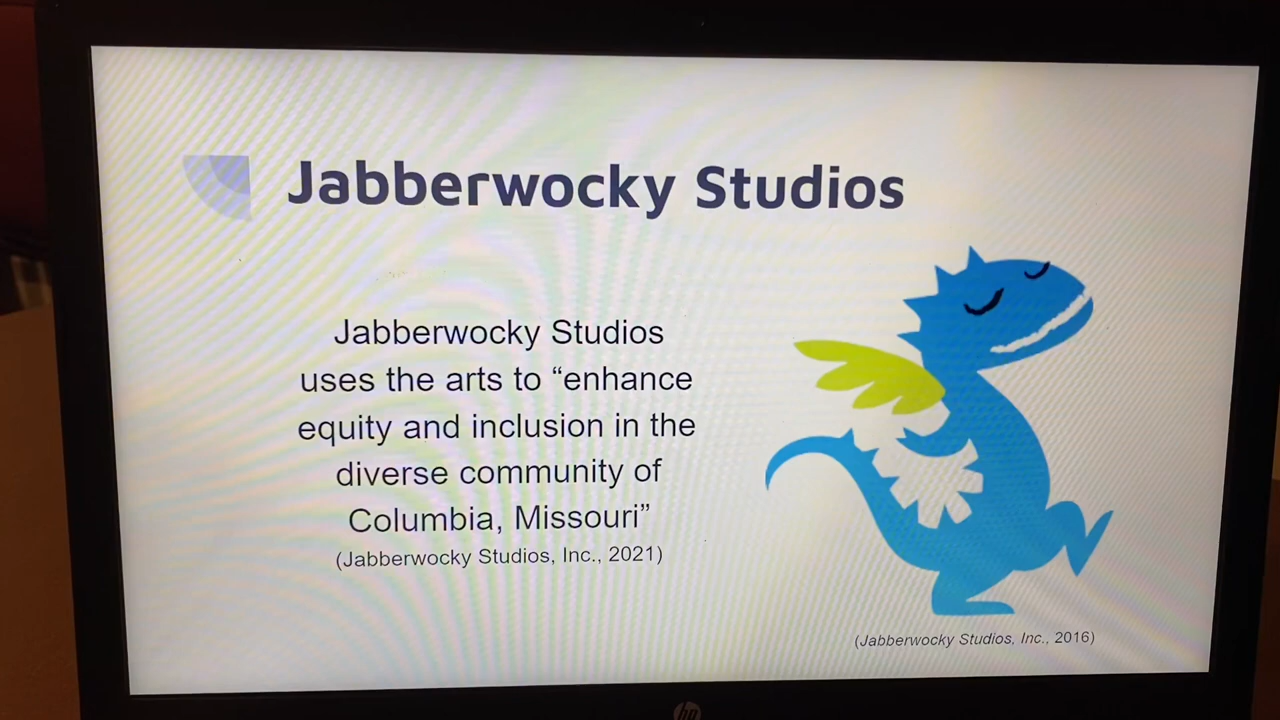 Jabberwocky Studios
Jabberwocky Studios
uses the arts to “enhance
equity and inclusion in the
diverse community of
Columbia, Missouri”
(Jabberwocky Studios, Inc., 2021)
(Jabberwocky Studios, Inc., 2016)
hp